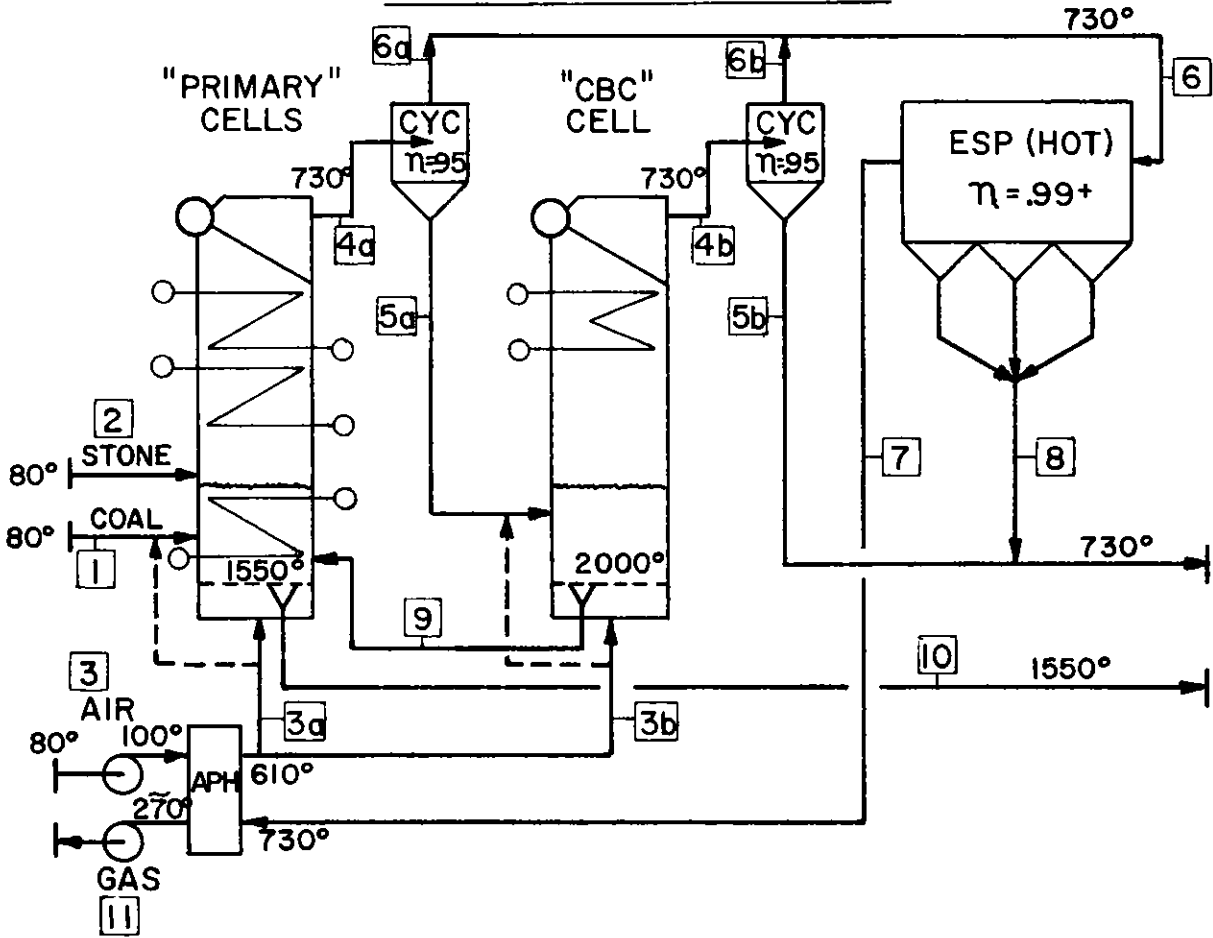 730°
6a
6b
6
"PRIMARY"
CELLS
"CBC"
CELL
CYC
η=.95
CYC
η=.95
ESP (HOT)
η = .99+
730°
4a
730°
4b
5a
5b
2
STONE
80°
7
8
COAL
80°
1
1550°
2000°
730°
9
10
1550°
3
AIR
3a
3b
80°
100°
APH
610°
2~70°
730°
GAS
11